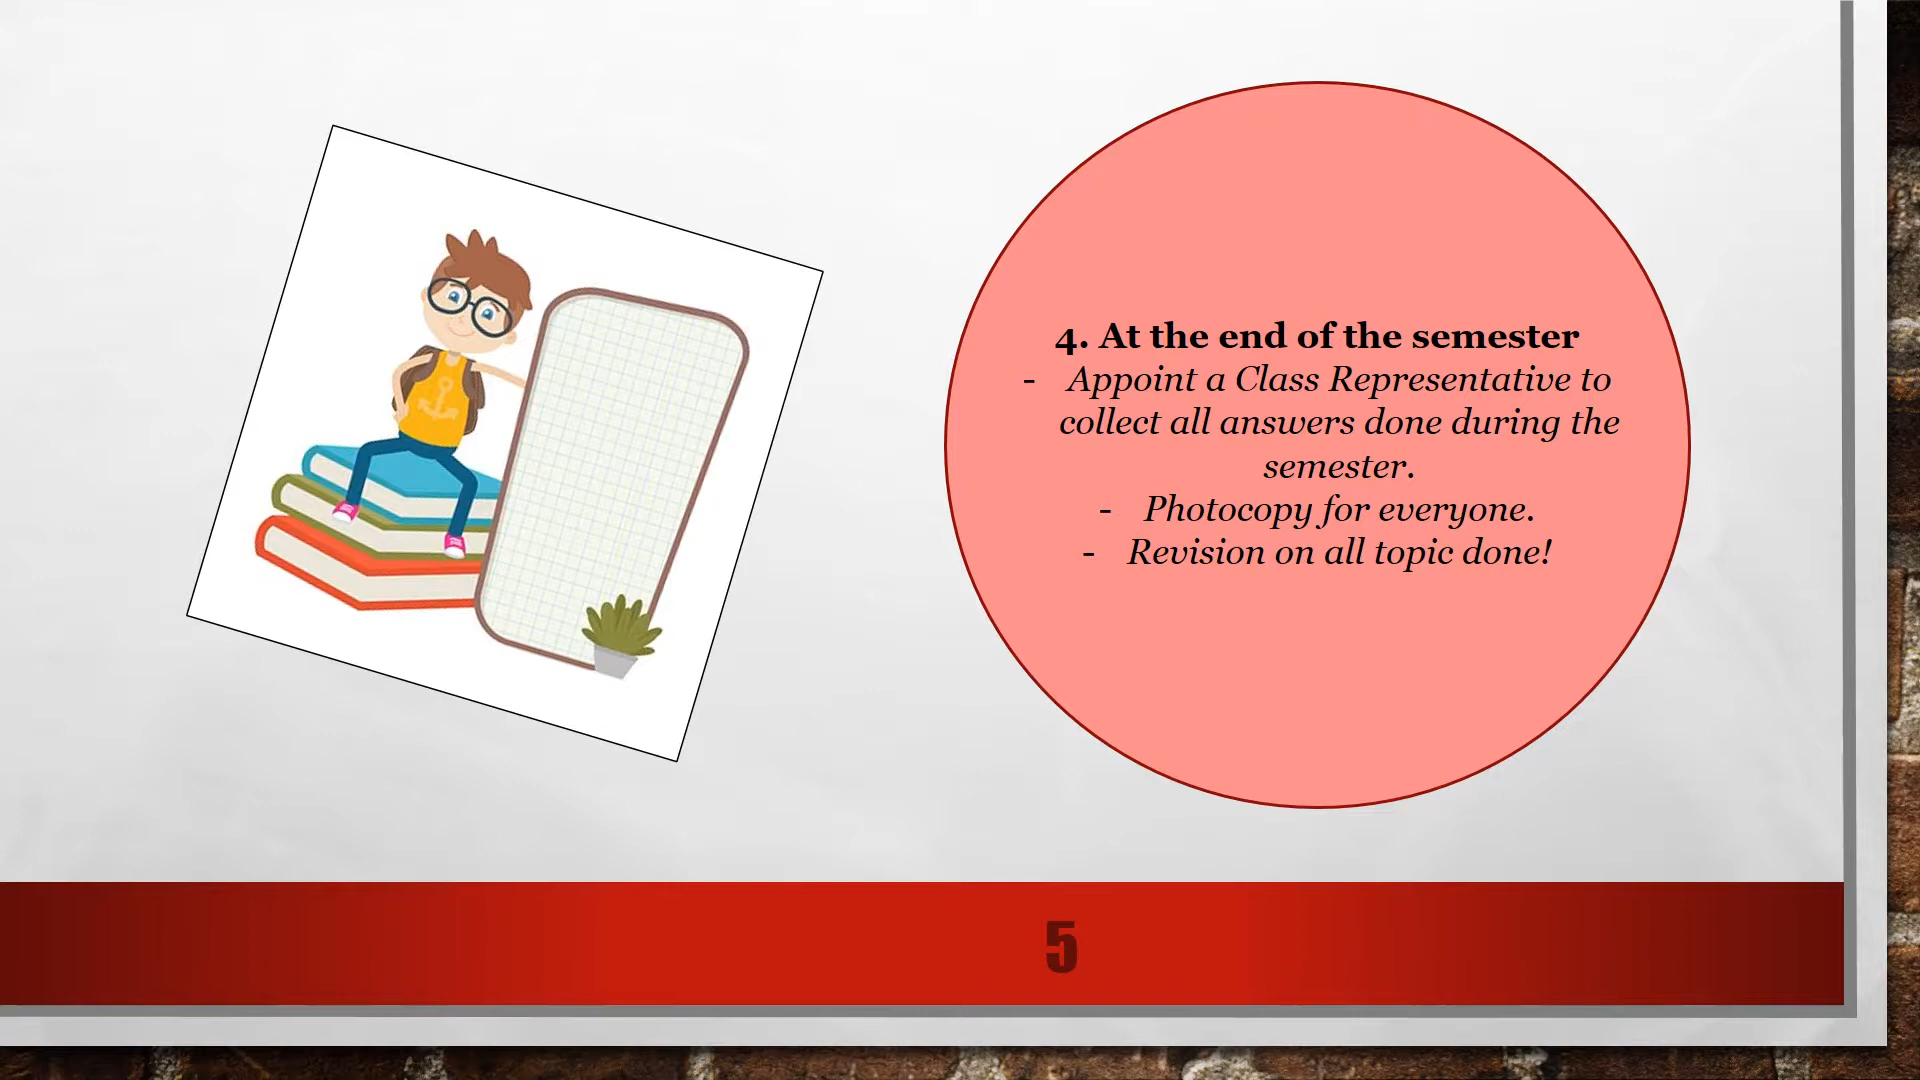 4. At the end of the semester
- Appoint a Class Representative to
collect all answers done during the
semester.
- Photocopy for everyone.
- Revision on all topic done!
5